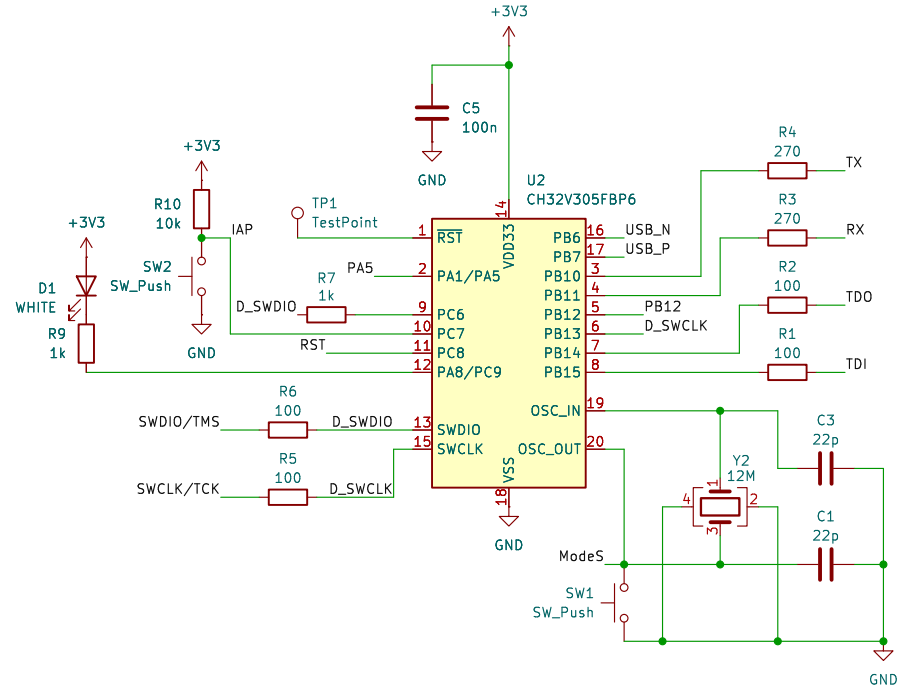 +3V3
C5
100n
GND
+3V3
R10
10k
IAP
SW2
SW_Push
GND
+3V3
D1
WHITE
R9
1k
TP1
TestPoint
PA5
R7
1k
D_SWDIO
RST
R6
100
SWDIO/TMS
D_SWDIO
R5
100
SWCLK/TCK
D_SWCLK
U2
CH32V305FBP6
14
VDD33
1 RST
2 PA1/PA5
9 PC6
10 PC7
11 PC8
12 PA8/PC9
13 SWDIO
15 SWCLK
VSS
18
GND
PB6 16 USB_N
PB7 17 USB_P
PB10 3
PB11 4
PB12 5 PB12
PB13 6 D_SWCLK
PB14 7
PB15 8
OSC_IN 19
OSC_OUT 20
R4
270
TX
R3
270
RX
R2
100
TDO
R1
100
TDI
C3
22p
Y2
12M
1
4 2
3
C1
22p
ModeS
SW1
SW_Push
GND